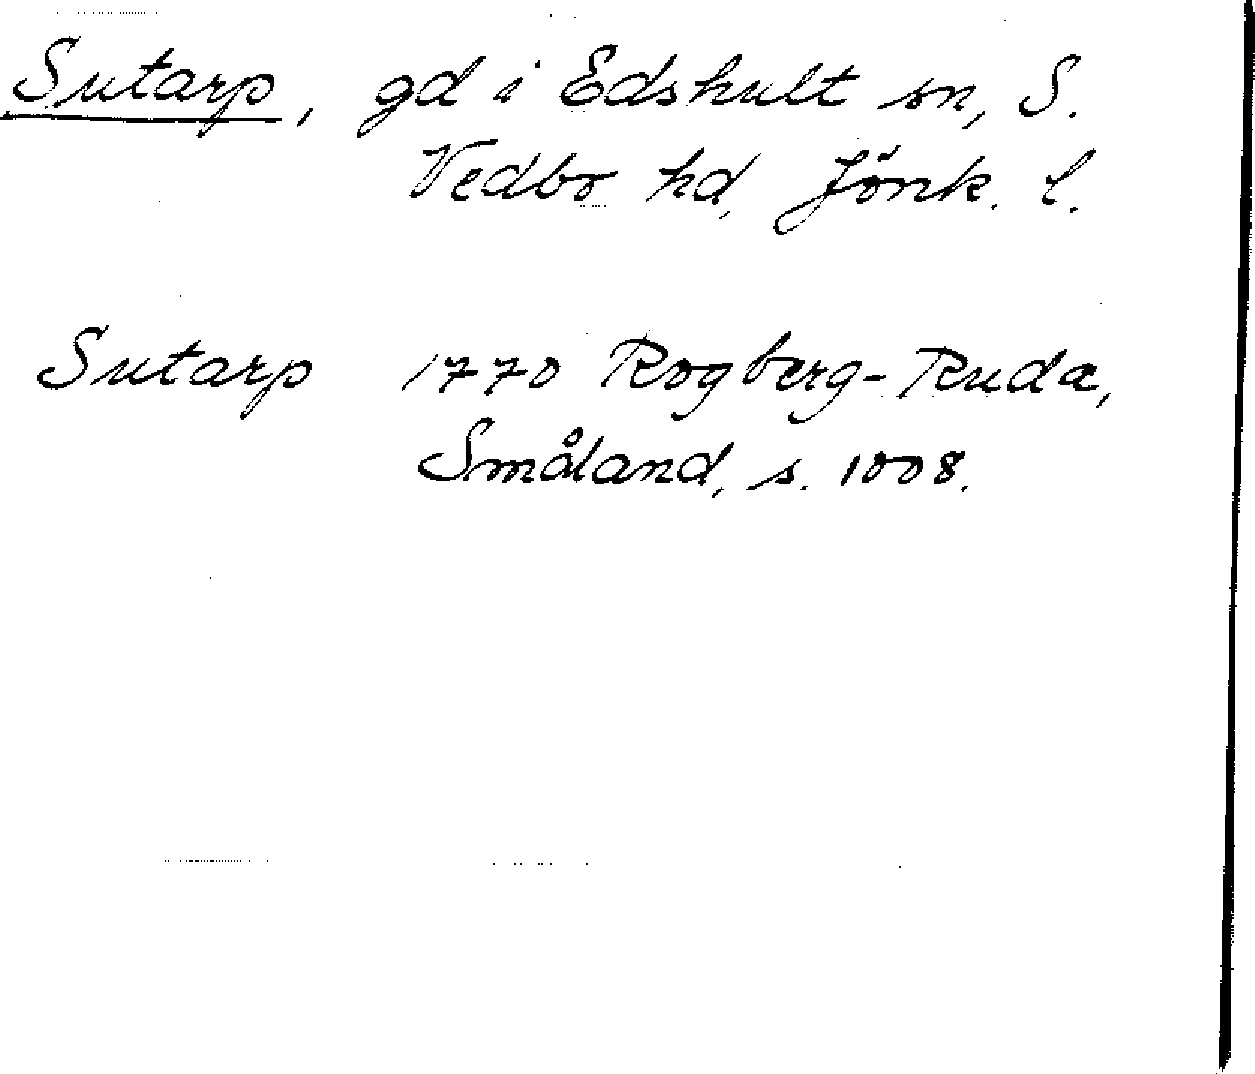 Sutarp, gd i Edshult sn, S.
Vedbo hd, Jönk. l.
Sutarp 1770 Rogberg-Ruda,
Småland, s. 1008.